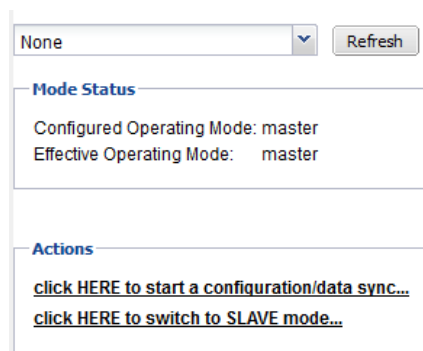 None
Refresh
Mode Status
Configured Operating Mode: master
Effective Operating Mode: master
Actions
click HERE to start a configuration/data sync...
click HERE to switch to SLAVE mode...